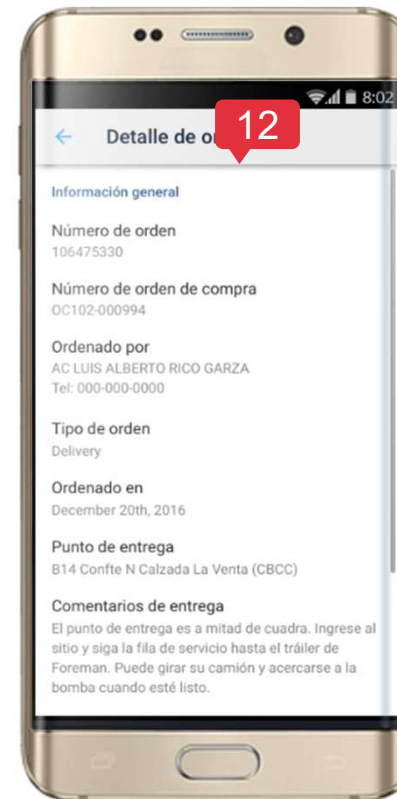 8:02
12
Detalle de o
Información general
Número de orden
106475330
Número de orden de compra
OC102-000994
Ordenado por
AC LUIS ALBERTO RICO GARZA
Tel: 000-000-0000
Tipo de orden
Delivery
Ordenado en
December 20th, 2016
Punto de entrega
B14 Confte N Calzada La Venta (CBCC)
Comentarios de entrega
El punto de entrega es a mitad de cuadra. Ingrese al
sitio y siga la fila de servicio hasta el tráiler de
Foreman. Puede girar su camión y acercarse a la
bomba cuando esté listo.